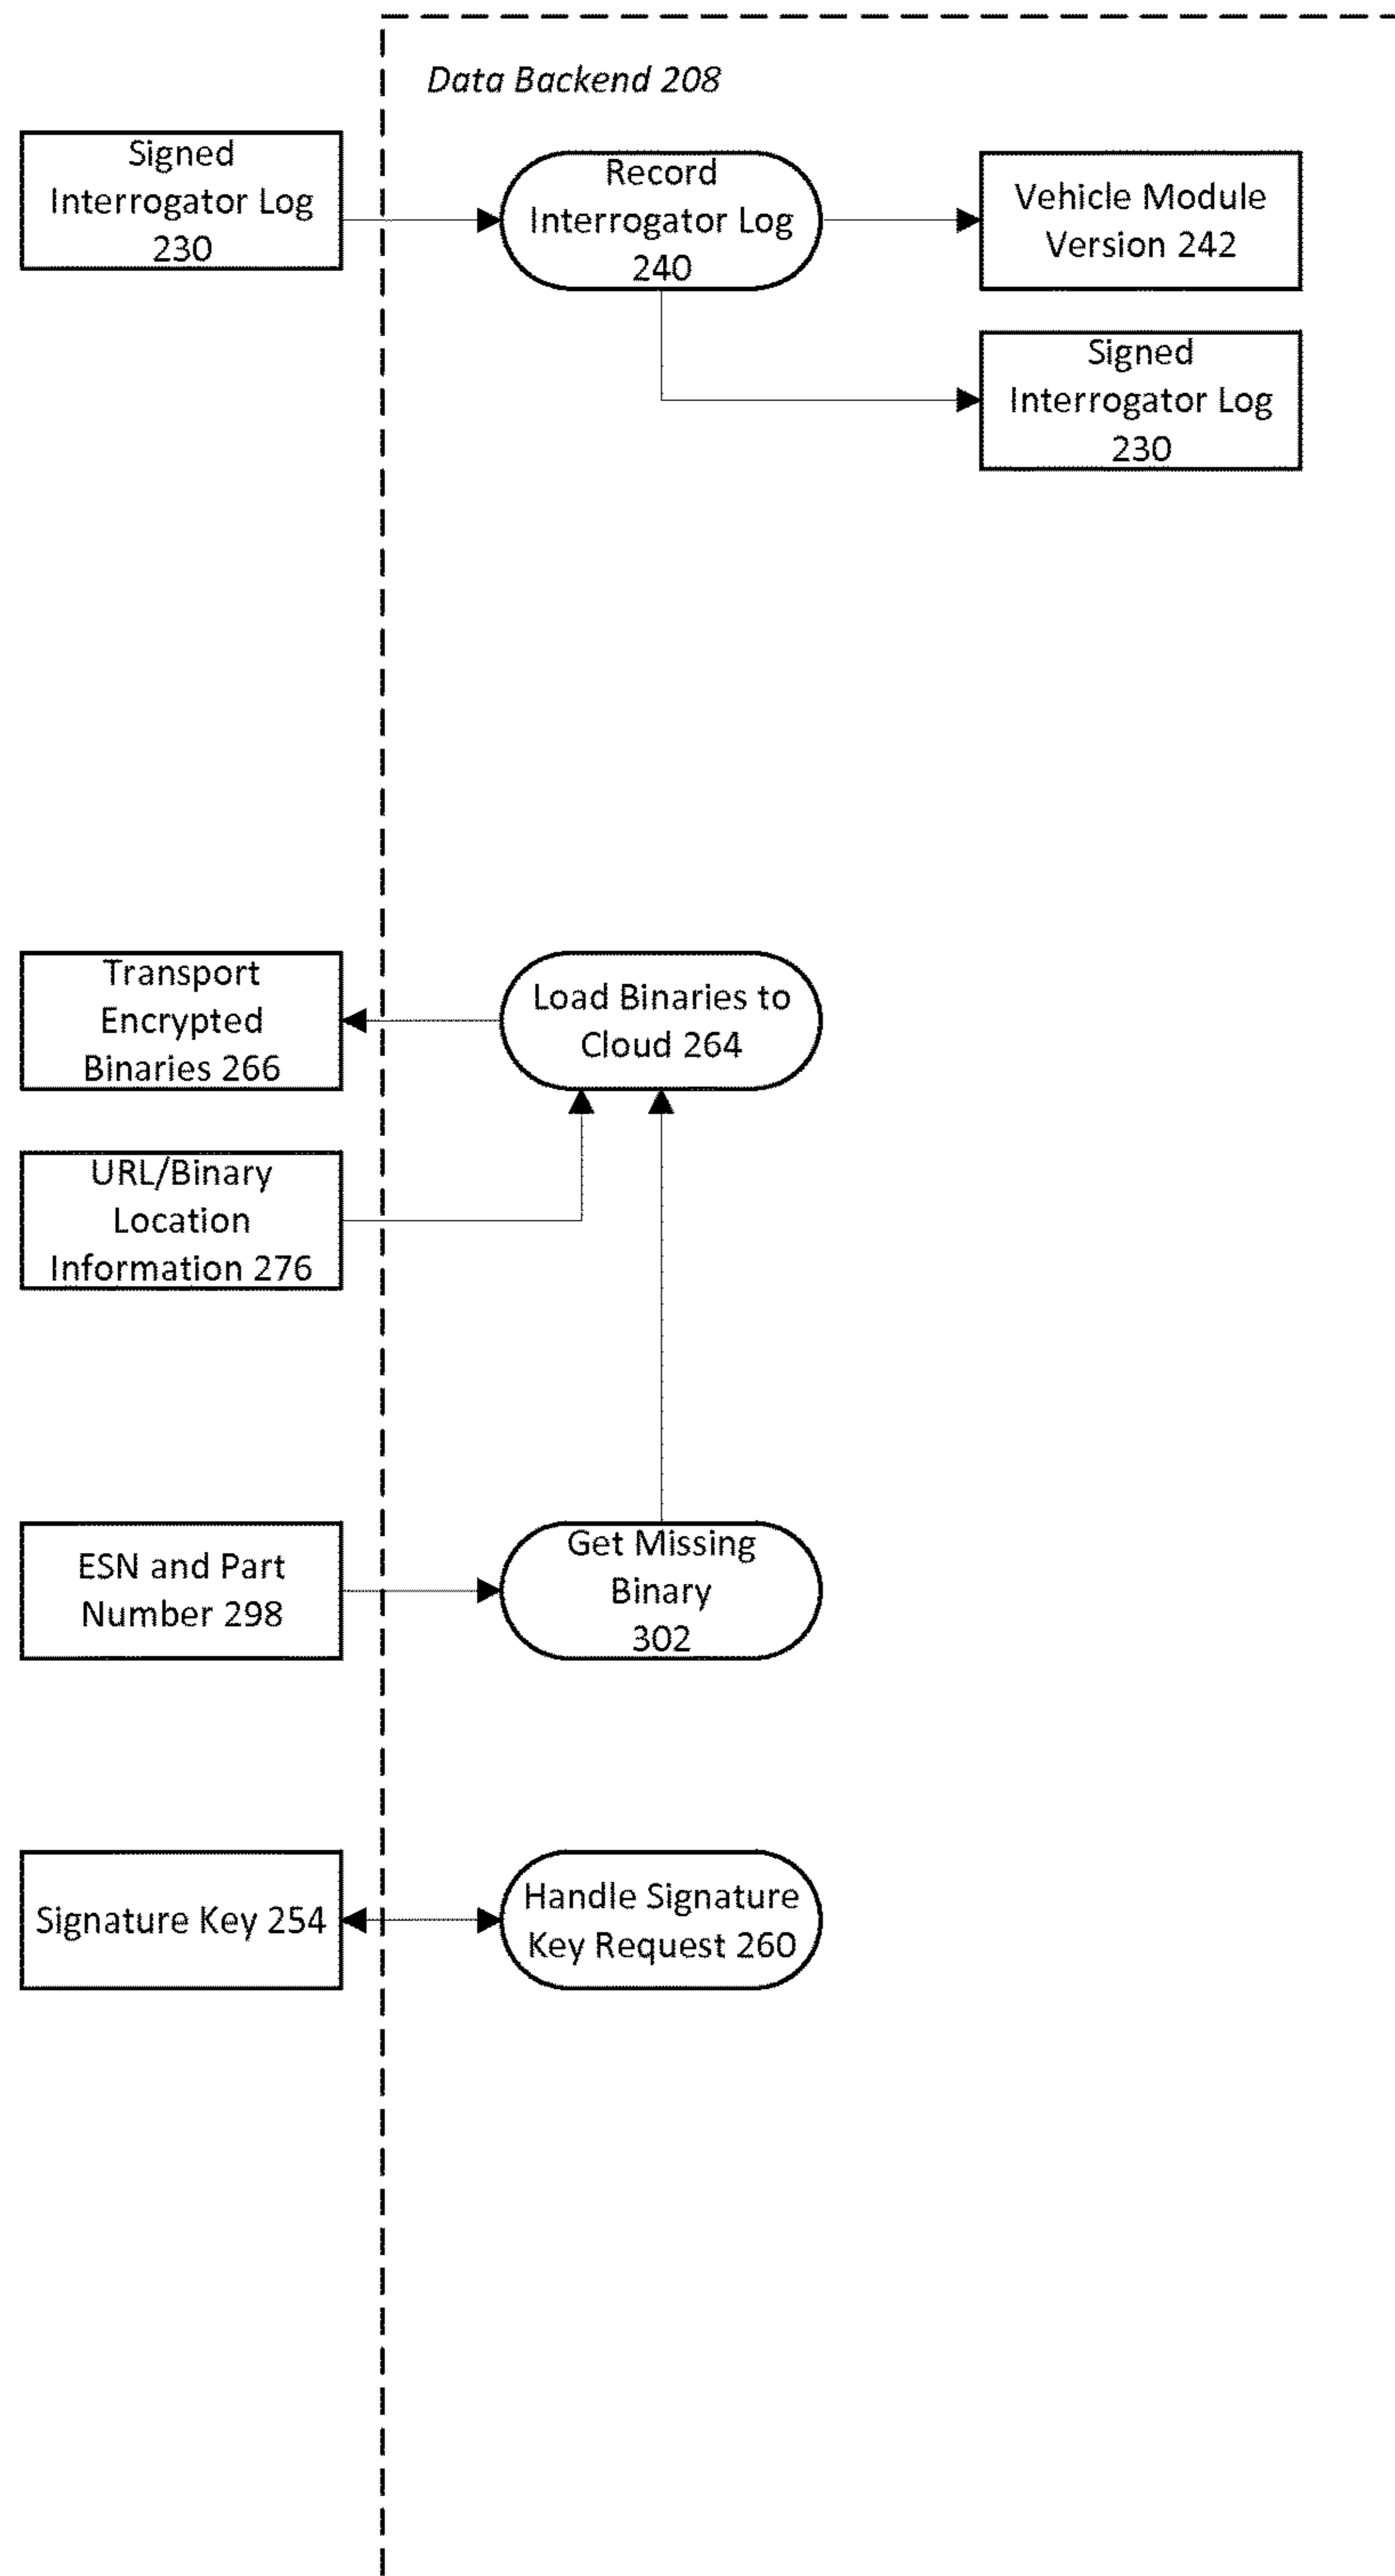 Data Backend 208
Signed
Interrogator Log
230
Record
Interrogator Log
240
Vehicle Module
Version 242
Signed
Interrogator Log
230
Transport
Encrypted
Binaries 266
Load Binaries to
Cloud 264
URL/Binary
Location
Information 276
ESN and Part
Number 298
Get Missing
Binary
302
Signature Key 254
Handle Signature
Key Request 260